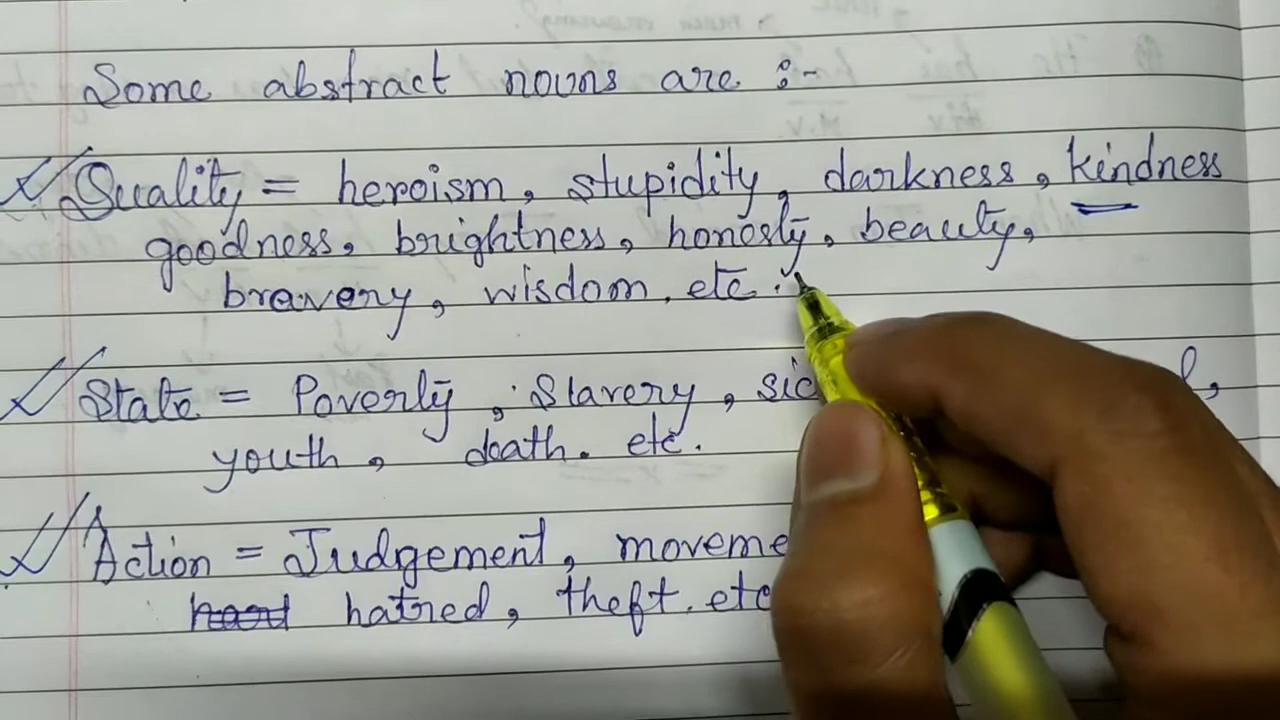 Some abstract nouns are :-
Quality = heroism, stupidity, darkness, kindness
goodness, brightness, honesty, beauty,
bravery, wisdom. etc.
State = Poverty, Slavery,
youth, death. etc.
Action = Judgement,
hatred, theft. etc